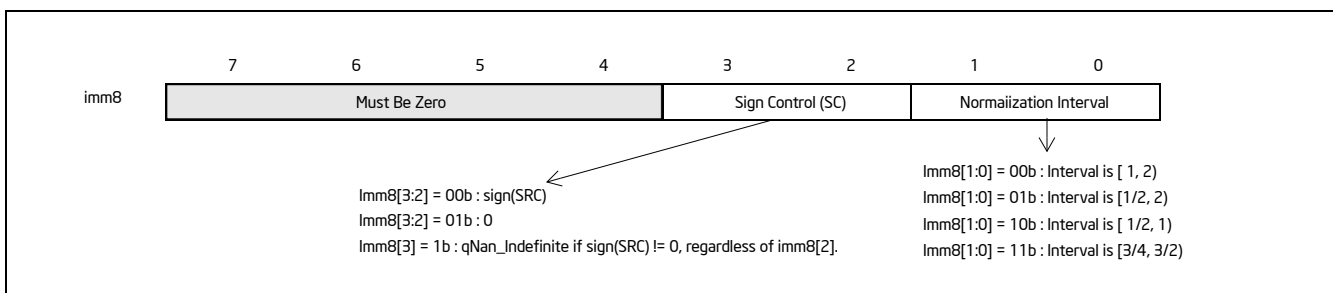 7 6 5 4 3 2 1 0
imm8 Must Be Zero Sign Control (SC) Normaiization Interval
Imm8[3:2] = 00b : sign(SRC)
Imm8[3:2] = 01b : 0
Imm8[3] = 1b : qNan_Indefinite if sign(SRC) != 0, regardless of imm8[2].
Imm8[1:0] = 00b : Interval is [ 1, 2)
Imm8[1:0] = 01b : Interval is [1/2, 2)
Imm8[1:0] = 10b : Interval is [ 1/2, 1)
Imm8[1:0] = 11b : Interval is [3/4, 3/2)